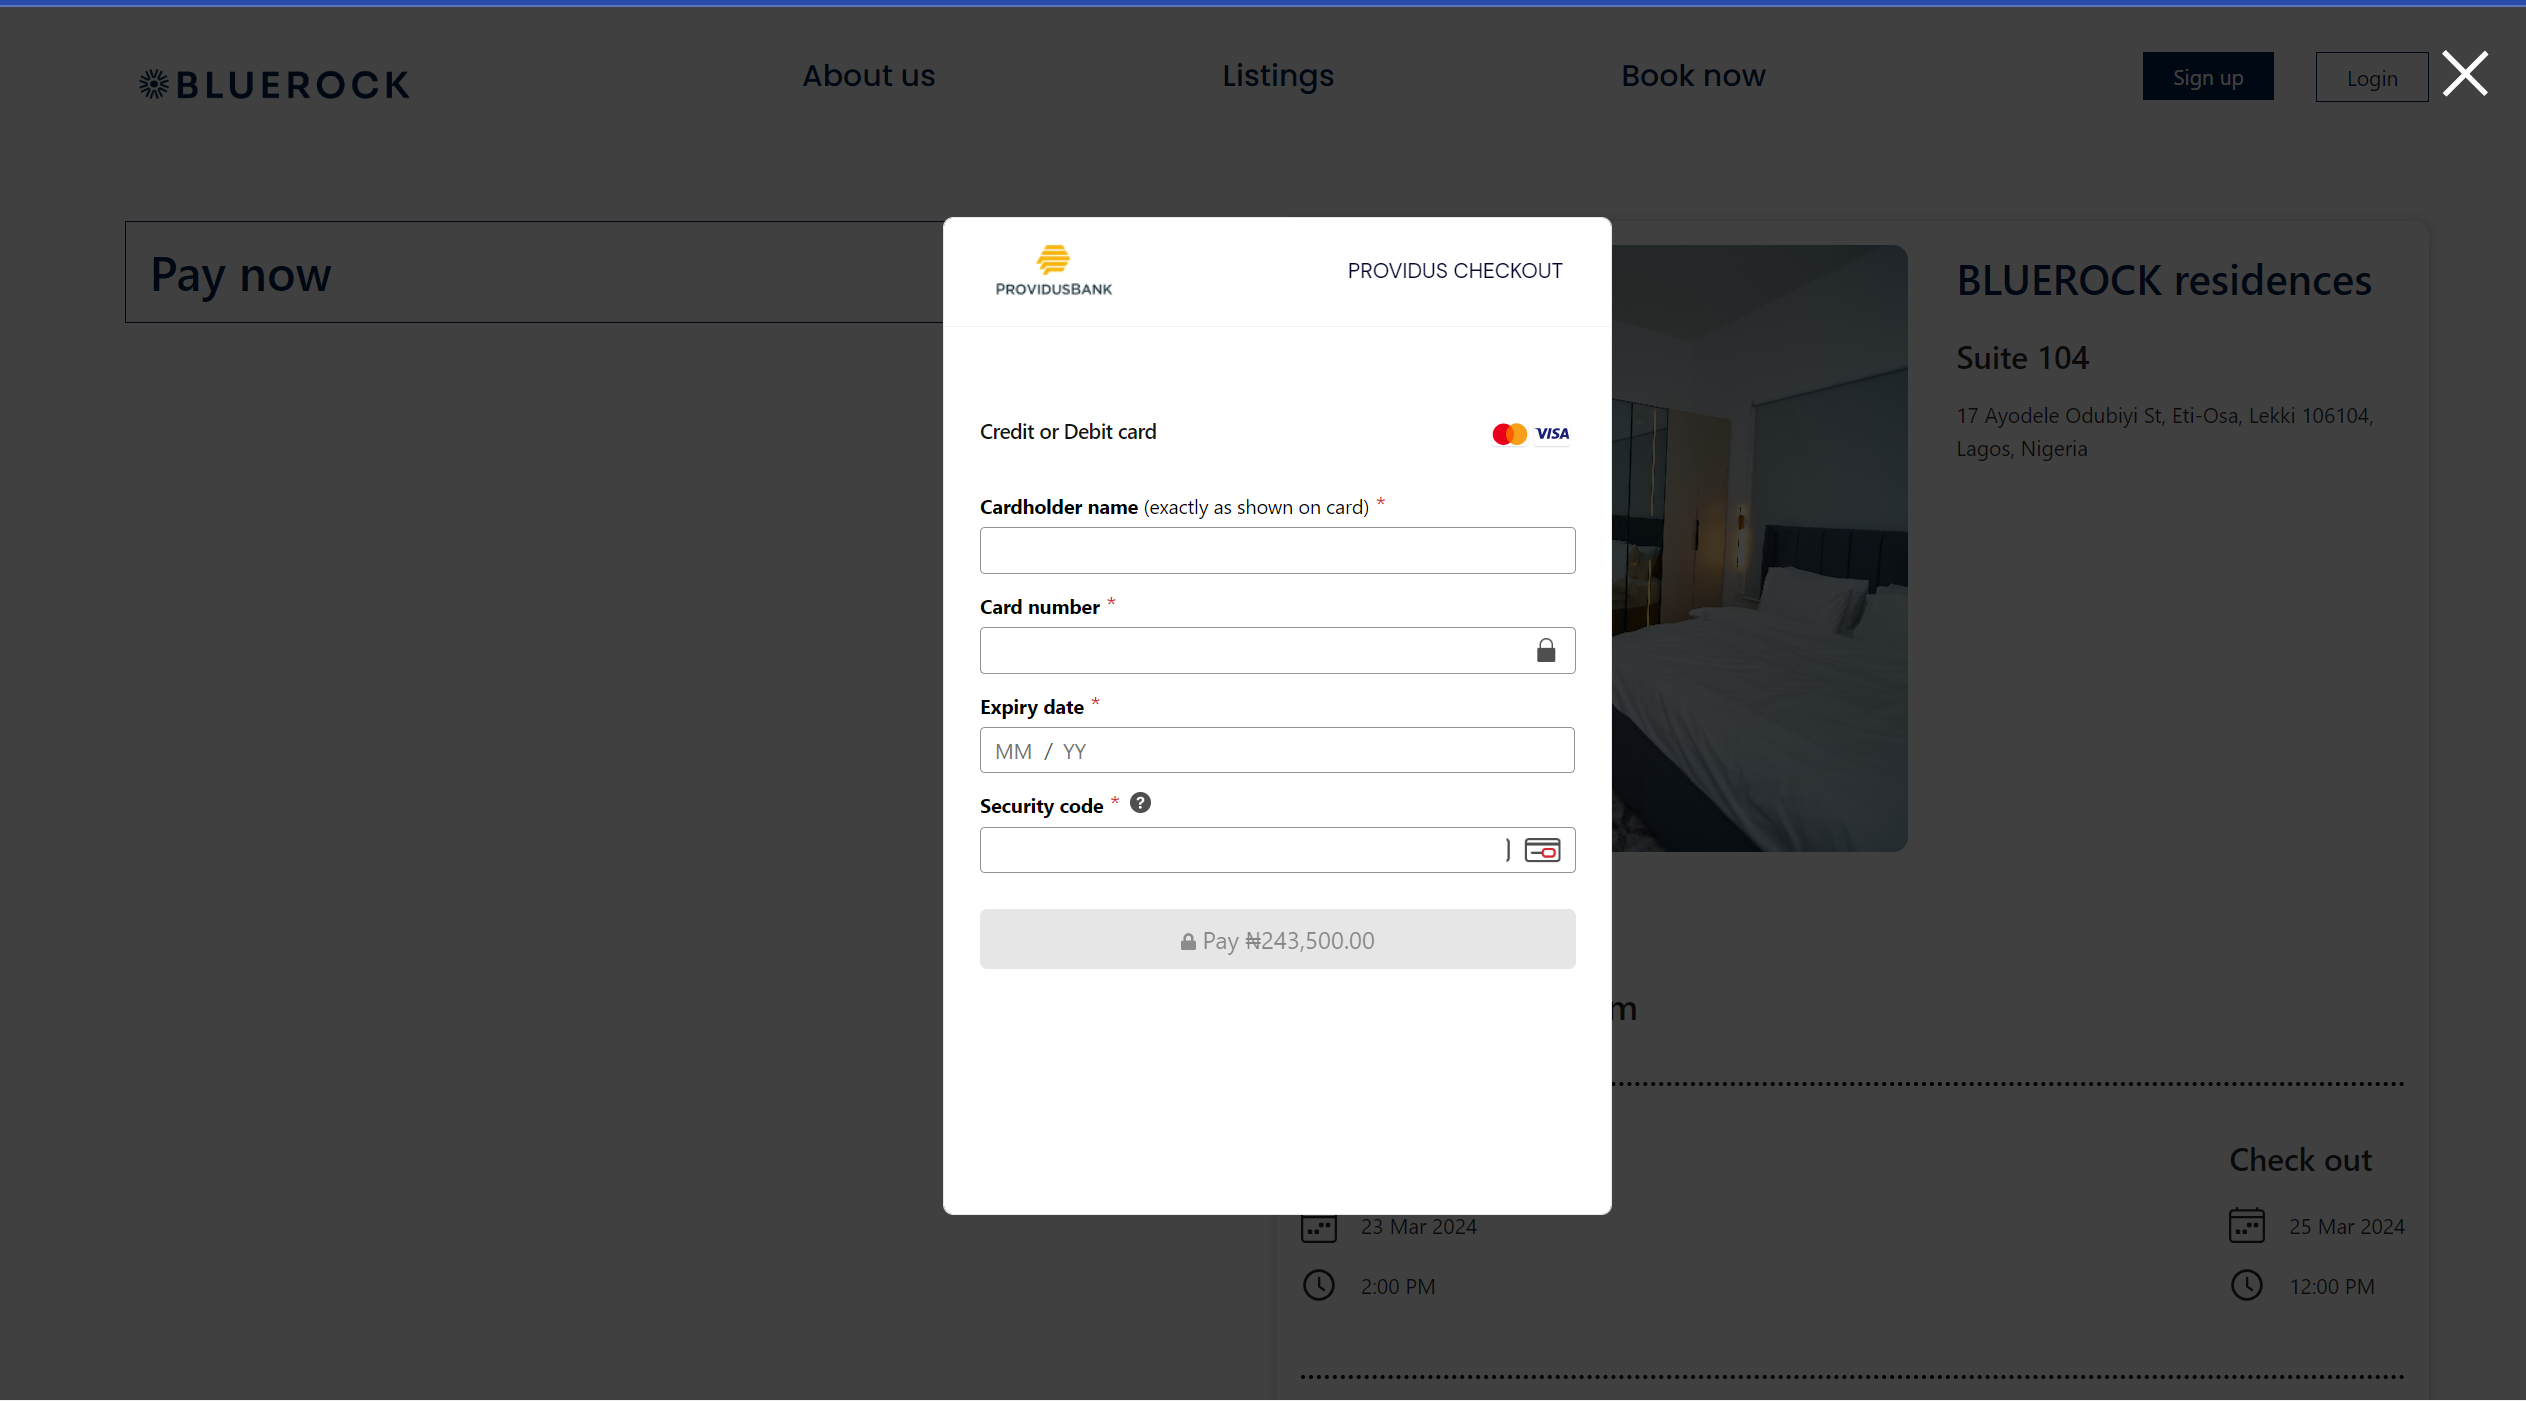 BLUEROCK
About us
Listings
Book now
Sign up
Login
Pay now
PROVIDUSBANK
PROVIDUS CHECKOUT
Credit or Debit card
VISA
Cardholder name (exactly as shown on card) *
Card number *
Expiry date *
MM / YY
Security code * ?
Pay ₦243,500.00
BLUEROCK residences
Suite 104
17 Ayodele Odubiyi St, Eti-Osa, Lekki 106104,
Lagos, Nigeria
m
Check out
23 Mar 2024
25 Mar 2024
2:00 PM
12:00 PM